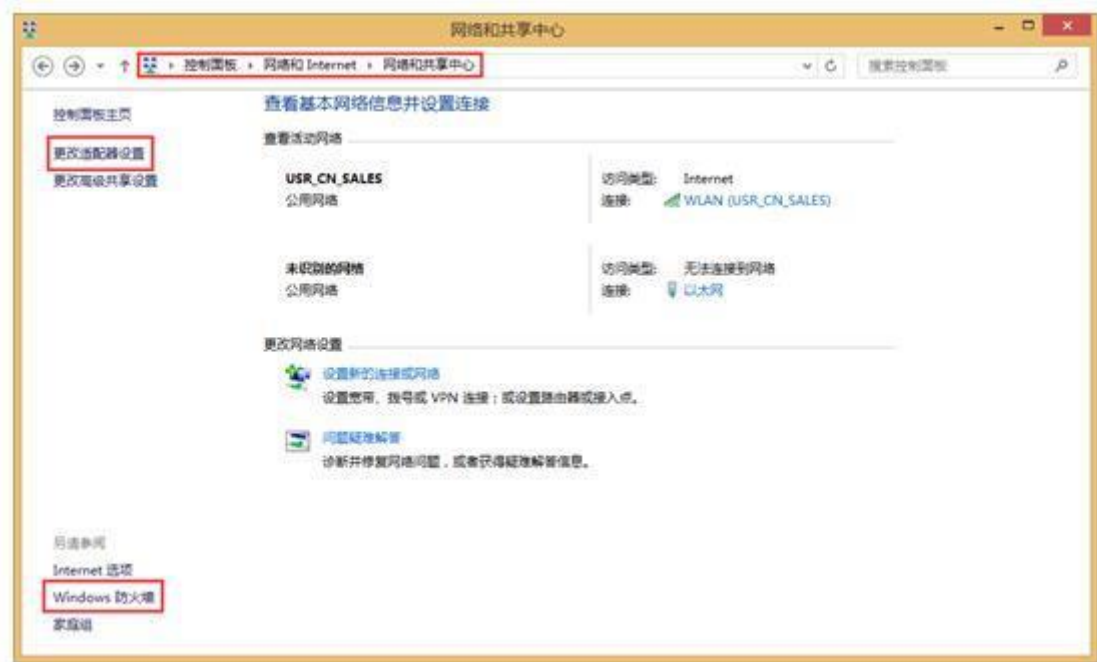 网络和共享中心
控制面板 网络和 Internet 网络和共享中心
搜索控制面板
控制面板主页
更改适配器设置
更改高级共享设置
查看基本网络信息并设置连接
查看活动网络
USR_CN_SALES
公用网络
访问类型: Internet
连接: WLAN (USR_CN_SALES)
未识别的网络
公用网络
访问类型: 无法连接到网络
连接: 以太网
更改网络设置
设置新的连接或网络
设置宽带、拨号或 VPN 连接；或设置路由器或接入点。
问题疑难解答
诊断并修复网络问题，或者获得疑难解答信息。
另请参阅
Internet 选项
Windows 防火墙
家庭组